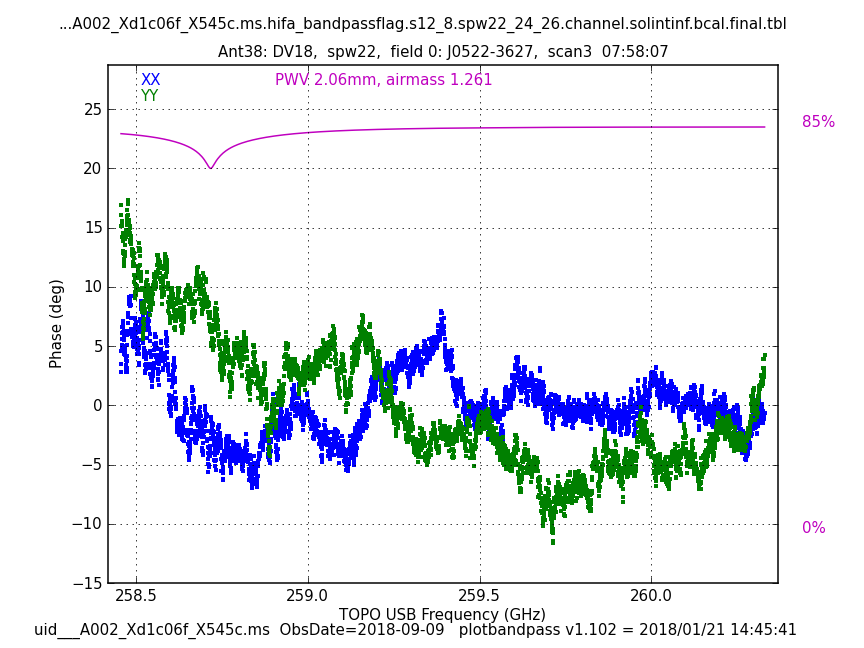 ...A002_Xd1c06f_X545c.ms.hifa_bandpassflag.s12_8.spw22_24_26.channel.solintinf.bcal.final.tbl
Ant38: DV18, spw22, field 0: J0522-3627, scan3 07:58:07
XX
YY
PWV 2.06mm, airmass 1.261
85%
0%
25
20
15
10
5
0
−5
−10
−15
Phase (deg)
258.5 259.0 259.5 260.0
TOPO USB Frequency (GHz)
uid___A002_Xd1c06f_X545c.ms ObsDate=2018-09-09 plotbandpass v1.102 = 2018/01/21 14:45:41